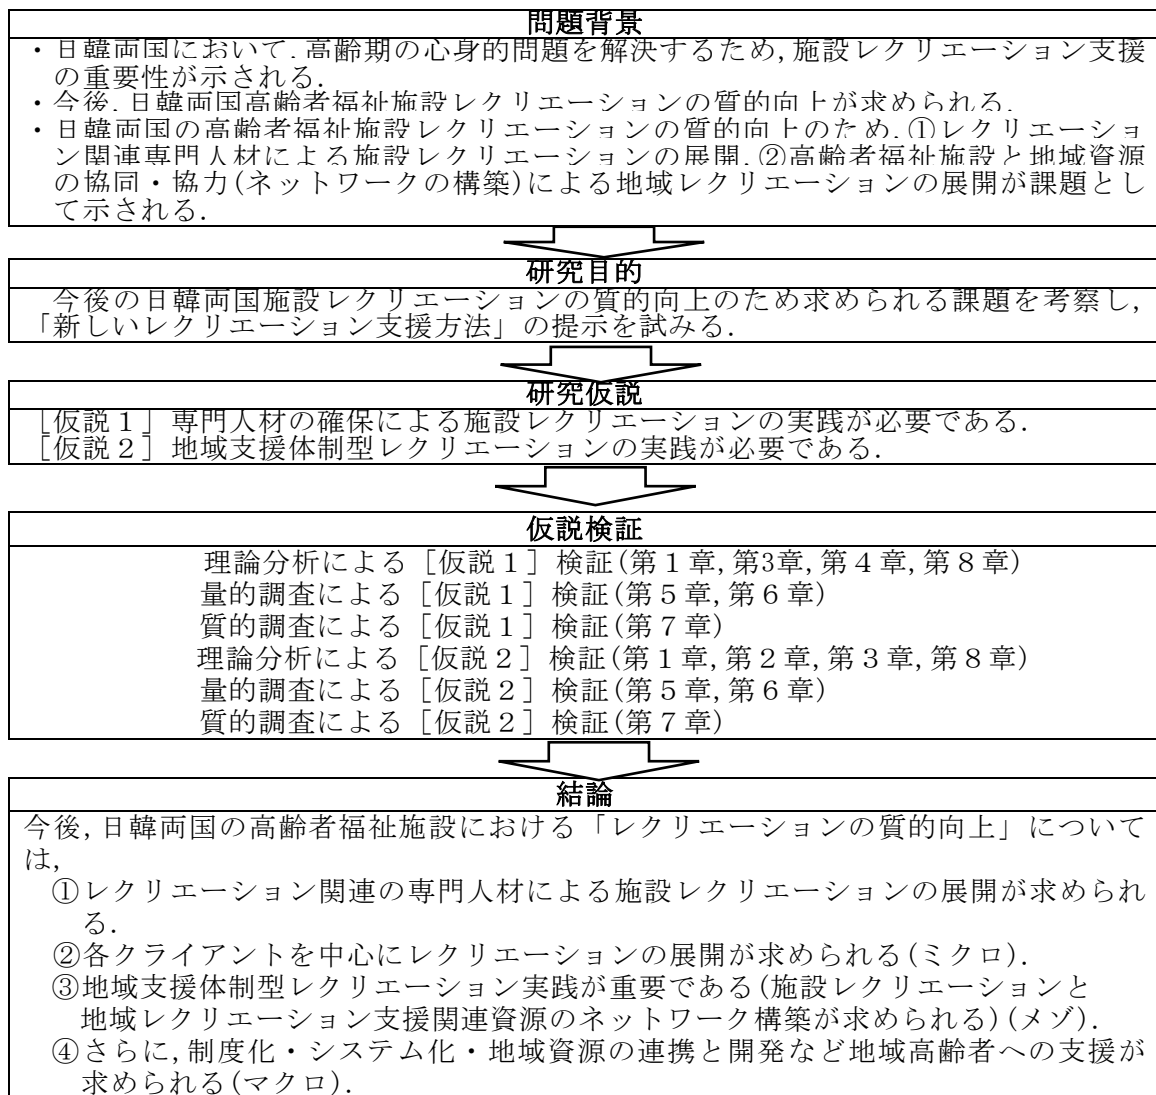 問題背景
・日韓両国において,高齢期の心身的問題を解決するため,施設レクリエーション支援
の重要性が示される.
・今後,日韓両国高齢者福祉施設レクリエーションの質的向上が求められる.
・日韓両国の高齢者福祉施設レクリエーションの質的向上のため,①レクリエーショ
ン関連専門人材による施設レクリエーションの展開,②高齢者福祉施設と地域資源
の協同・協力(ネットワークの構築)による地域レクリエーションの展開が課題とし
て示される.
研究目的
今後の日韓両国施設レクリエーションの質的向上のため求められる課題を考察し,
「新しいレクリエーション支援方法」の提示を試みる.
研究仮説
[仮説1] 専門人材の確保による施設レクリエーションの実践が必要である.
[仮説2] 地域支援体制型レクリエーションの実践が必要である.
仮説検証
理論分析による[仮説1] 検証(第1章,第3章,第4章,第8章)
量的調査による[仮説1] 検証(第5章,第6章)
質的調査による[仮説1] 検証(第7章)
理論分析による[仮説2] 検証(第1章,第2章,第3章,第8章)
量的調査による[仮説2] 検証(第5章,第6章)
質的調査による[仮説2] 検証(第7章)
結論
今後,日韓両国の高齢者福祉施設における「レクリエーションの質的向上」について
は,
①レクリエーション関連の専門人材による施設レクリエーションの展開が求められ
る.
②各クライアントを中心にレクリエーションの展開が求められる(ミクロ).
③地域支援体制型レクリエーション実践が重要である(施設レクリエーションと
地域レクリエーション支援関連資源のネットワーク構築が求められる)(メゾ).
④さらに,制度化・システム化・地域資源の連携と開発など地域高齢者への支援が
求められる(マクロ).